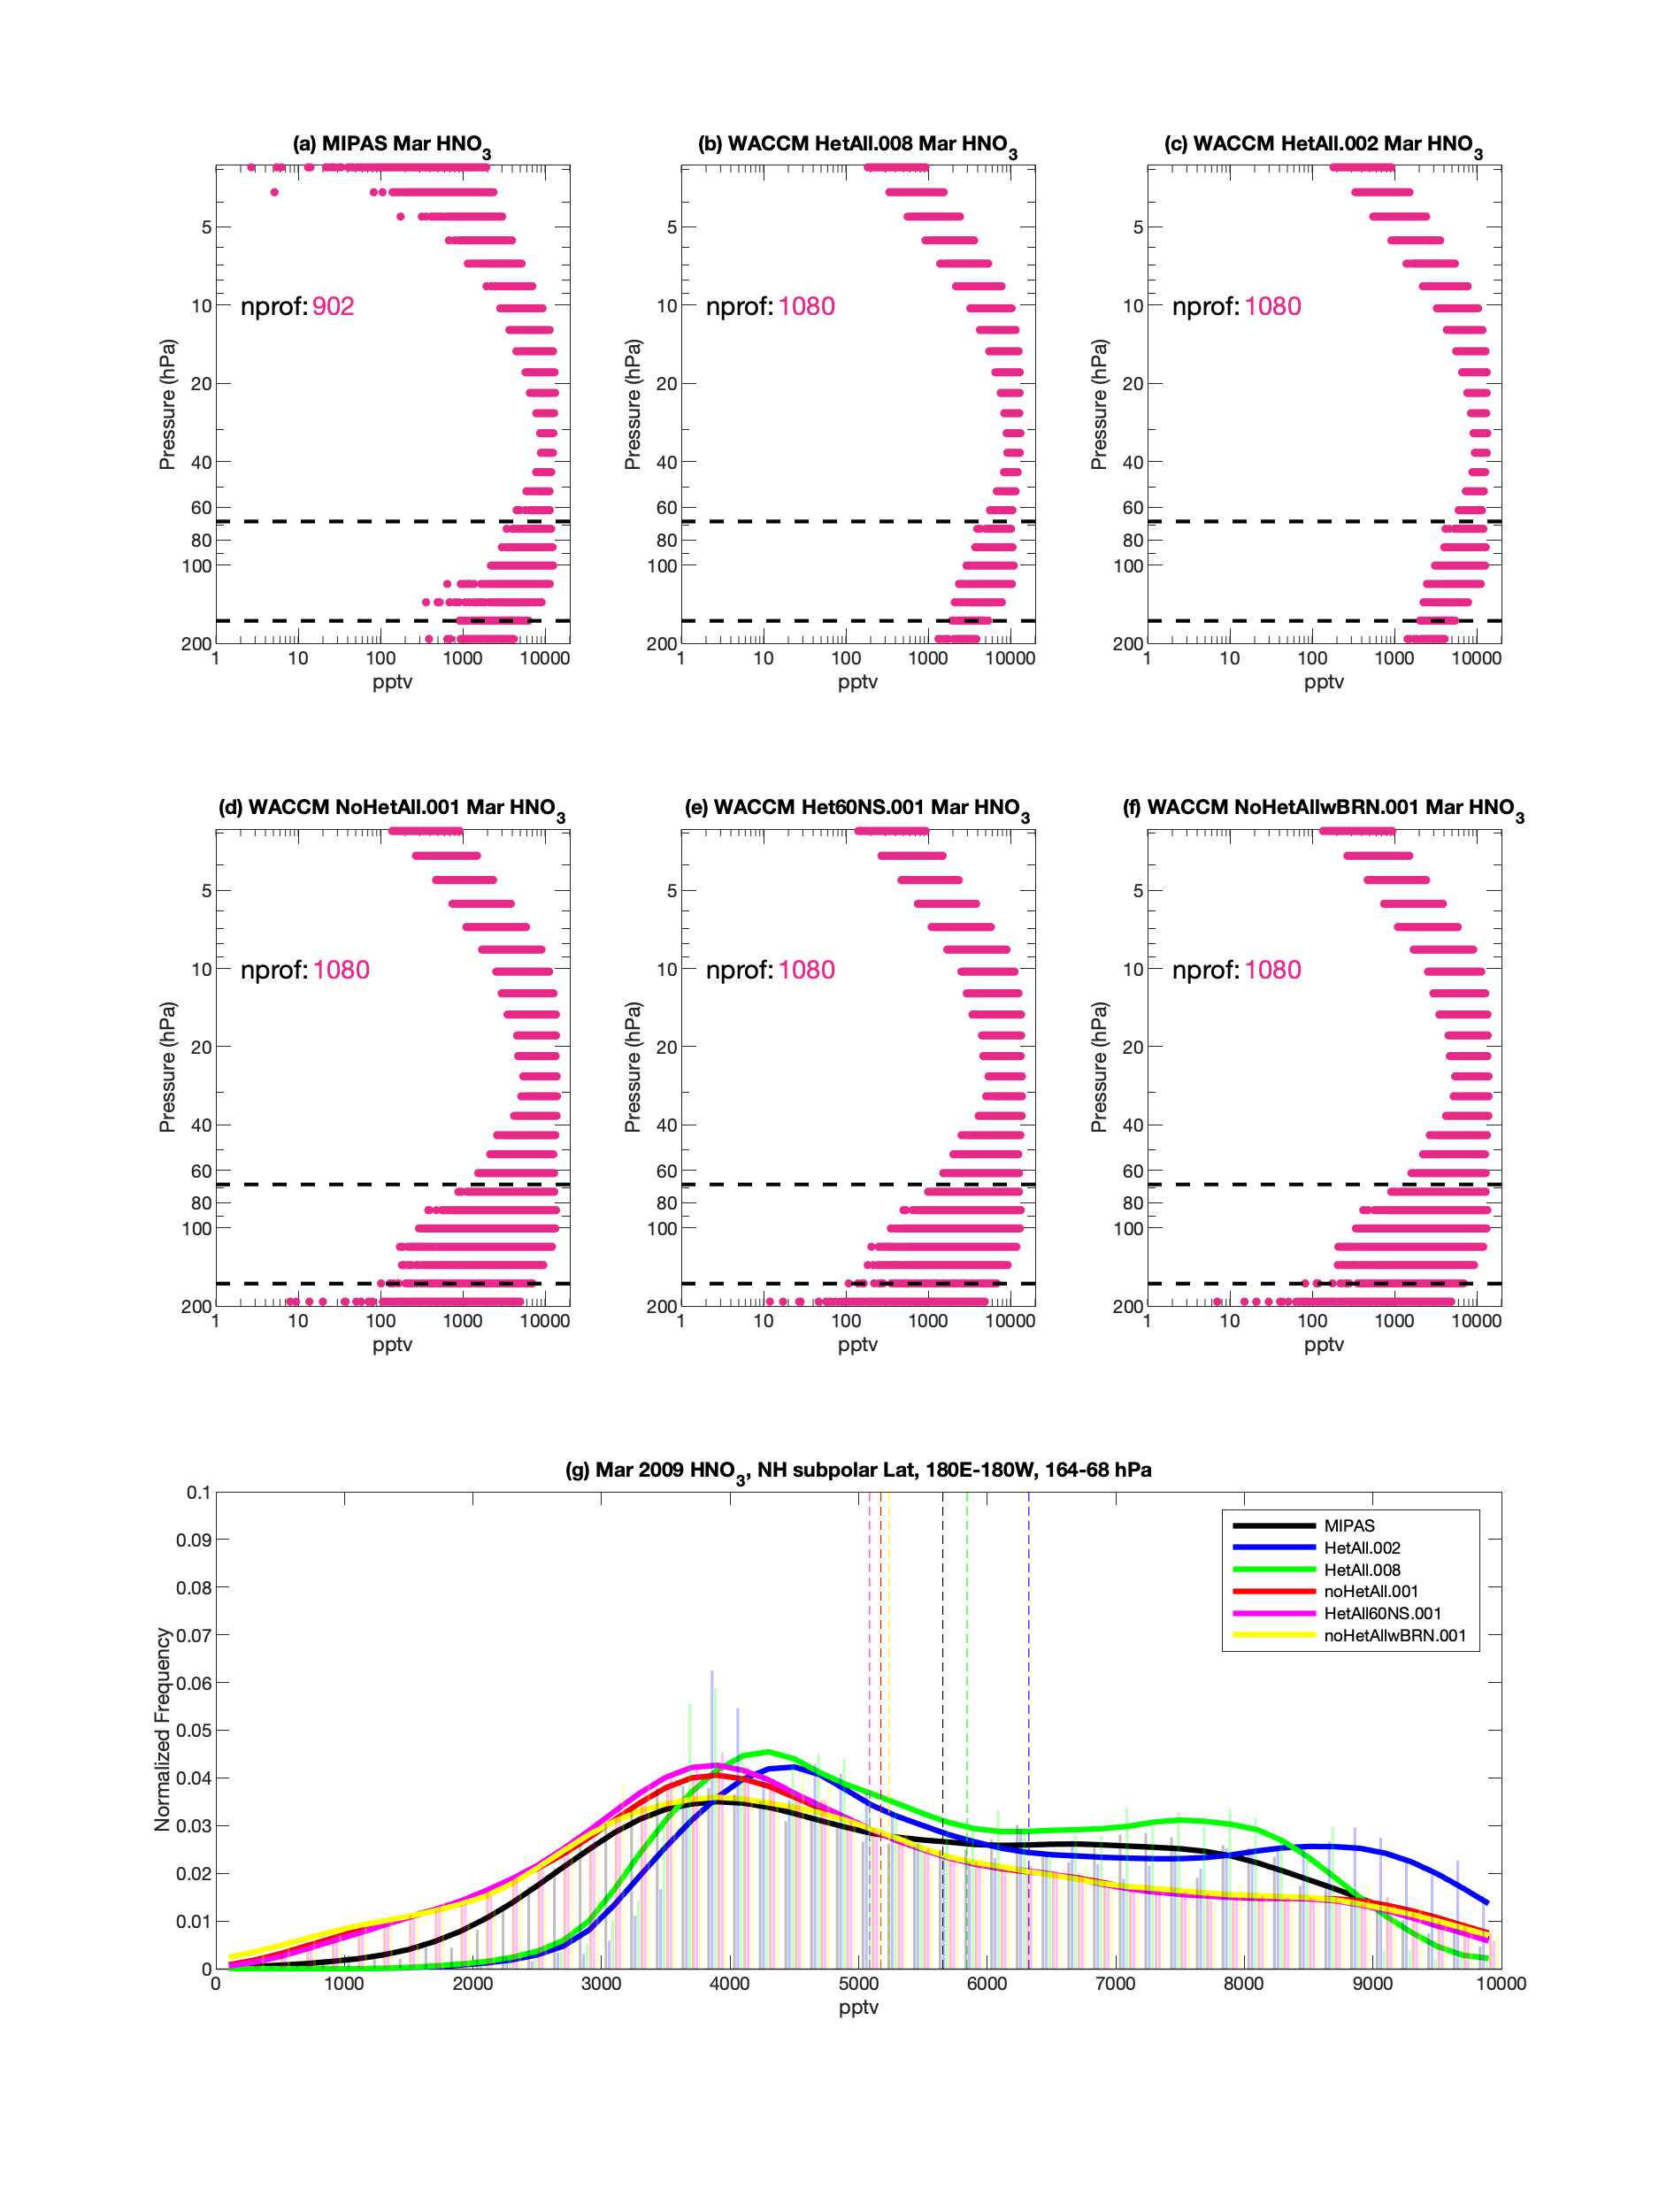 (a) MIPAS Mar HNO3
5
10
20
40
60
80
100
200
Pressure (hPa)
nprof: 902
1 10 100 1000 10000
pptv
(b) WACCM HetAll.008 Mar HNO3
5
10
20
40
60
80
100
200
Pressure (hPa)
nprof: 1080
1 10 100 1000 10000
pptv
(c) WACCM HetAll.002 Mar HNO3
5
10
20
40
60
80
100
200
Pressure (hPa)
nprof: 1080
1 10 100 1000 10000
pptv
(d) WACCM NoHetAll.001 Mar HNO3
5
10
20
40
60
80
100
200
Pressure (hPa)
nprof: 1080
1 10 100 1000 10000
pptv
(e) WACCM Het60NS.001 Mar HNO3
5
10
20
40
60
80
100
200
Pressure (hPa)
nprof: 1080
1 10 100 1000 10000
pptv
(f) WACCM NoHetAllwBRN.001 Mar HNO3
5
10
20
40
60
80
100
200
Pressure (hPa)
nprof: 1080
1 10 100 1000 10000
pptv
(g) Mar 2009 HNO3, NH subpolar Lat, 180E-180W, 164-68 hPa
0.1
0.09
0.08
0.07
0.06
0.05
0.04
0.03
0.02
0.01
0
Normalized Frequency
MIPAS
HetAll.002
HetAll.008
noHetAll.001
HetAll60NS.001
noHetAllwBRN.001
0 1000 2000 3000 4000 5000 6000 7000 8000 9000 10000
pptv